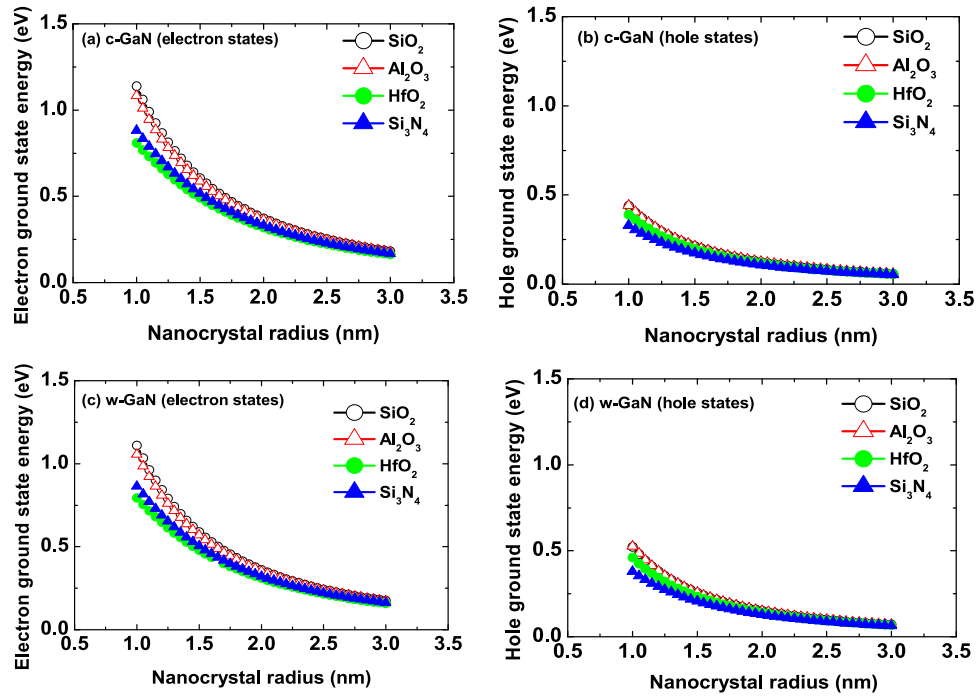 (a) c-GaN (electron states)
SiO2
Al2O3
HfO2
Si3N4
Electron ground state energy (eV)
1.5
1.0
0.5
0.0
0.5 1.0 1.5 2.0 2.5 3.0 3.5
Nanocrystal radius (nm)
(b) c-GaN (hole states)
SiO2
Al2O3
HfO2
Si3N4
Hole ground state energy (eV)
1.5
1.0
0.5
0.0
0.5 1.0 1.5 2.0 2.5 3.0 3.5
Nanocrystal radius (nm)
(c) w-GaN (electron states)
SiO2
Al2O3
HfO2
Si3N4
Electron ground state energy (eV)
1.5
1.0
0.5
0.0
0.5 1.0 1.5 2.0 2.5 3.0 3.5
Nanocrystal radius (nm)
(d) w-GaN (hole states)
SiO2
Al2O3
HfO2
Si3N4
Hole ground state energy (eV)
1.5
1.0
0.5
0.0
0.5 1.0 1.5 2.0 2.5 3.0 3.5
Nanocrystal radius (nm)